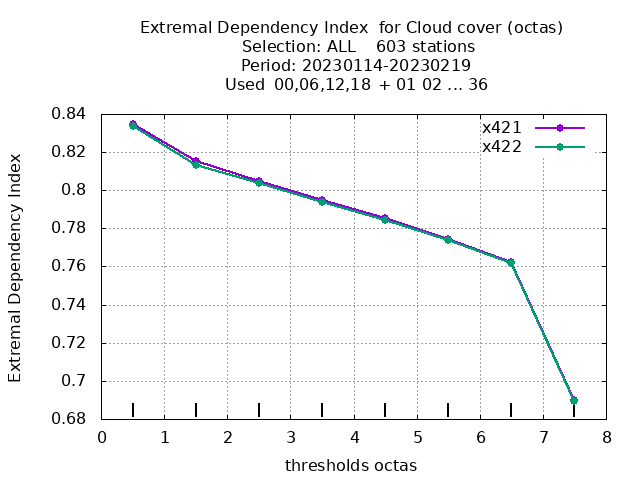 Extremal Dependency Index for Cloud cover (octas)
Selection: ALL 603 stations
Period: 20230114-20230219
Used 00,06,12,18 + 01 02 ... 36
x421
x422
0.84
0.82
0.8
0.78
0.76
0.74
0.72
0.7
0.68
Extremal Dependency Index
0 1 2 3 4 5 6 7 8
thresholds octas